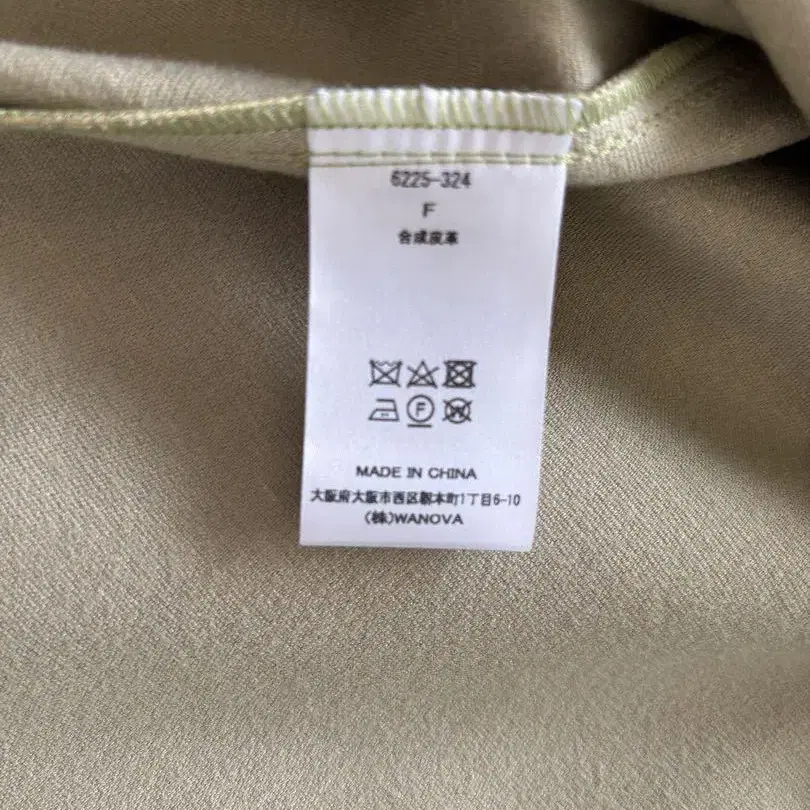 6225-324
F
合成皮革
F
W
MADE IN CHINA
大阪府大阪市西区靭本町1丁目6-10
(株)WANOVA